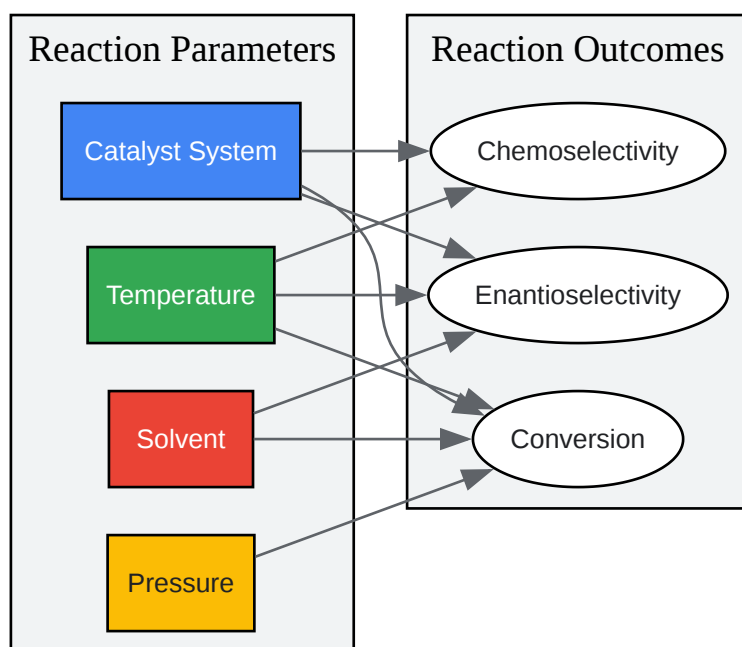 Reaction Parameters
Catalyst System
Temperature
Solvent
Pressure
Reaction Outcomes
Chemoselectivity
Enantioselectivity
Conversion